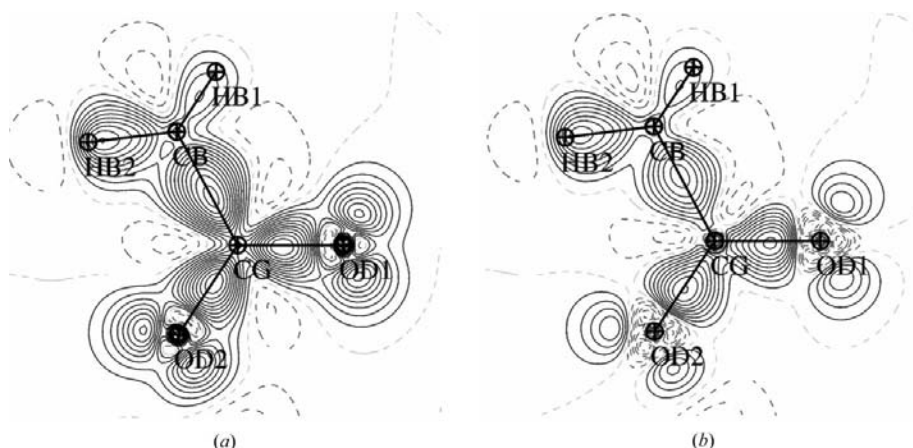 HB1 HB1
HB2 CB HB2 CB
CG OD1 CG OD1
OD2 OD2
(a) (b)